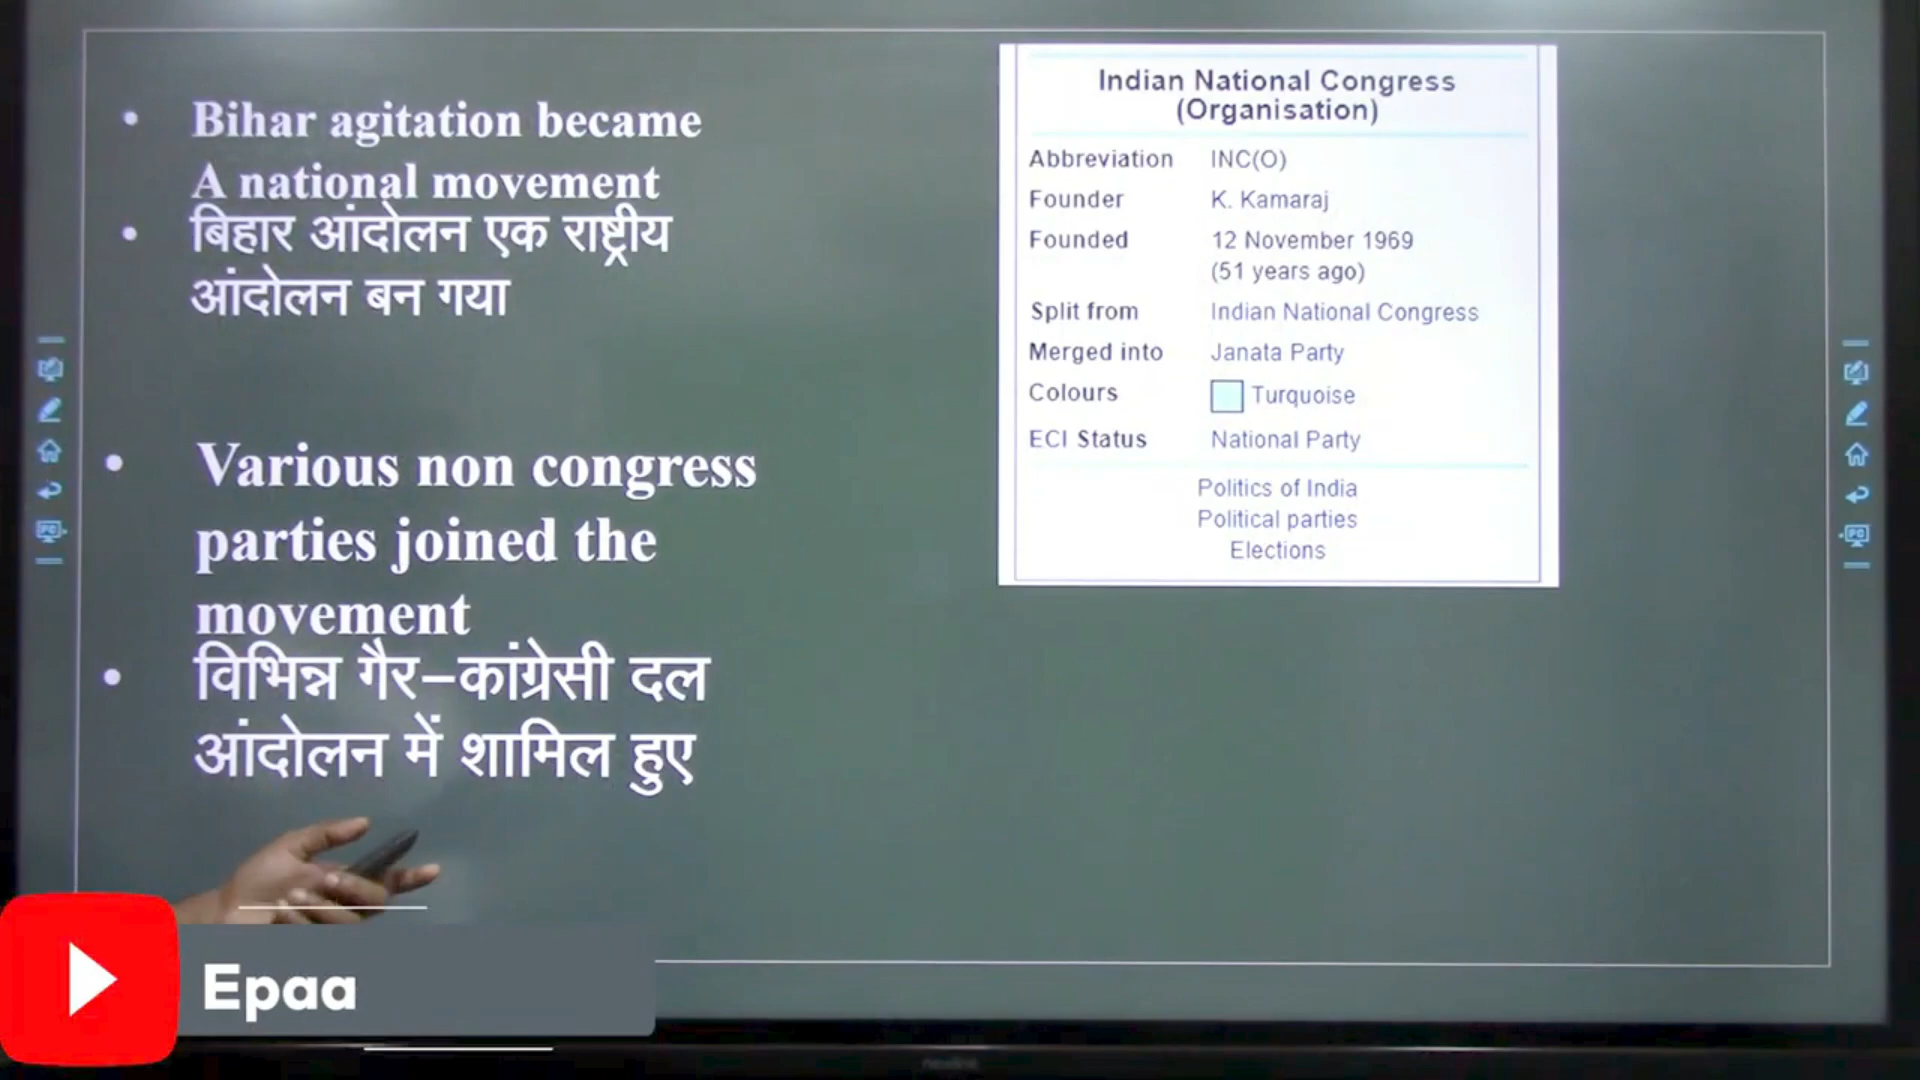 • Bihar agitation became
A national movement
• बिहार आंदोलन एक राष्ट्रीय
आंदोलन बन गया
• Various non congress
parties joined the
movement
• विभिन्न गैर–कांग्रेसी दल
आंदोलन में शामिल हुए
Indian National Congress
(Organisation)
Abbreviation INC(O)
Founder K. Kamaraj
Founded 12 November 1969
(51 years ago)
Split from Indian National Congress
Merged into Janata Party
Colours Turquoise
ECI Status National Party
Politics of India
Political parties
Elections
PC
PC
Epaa